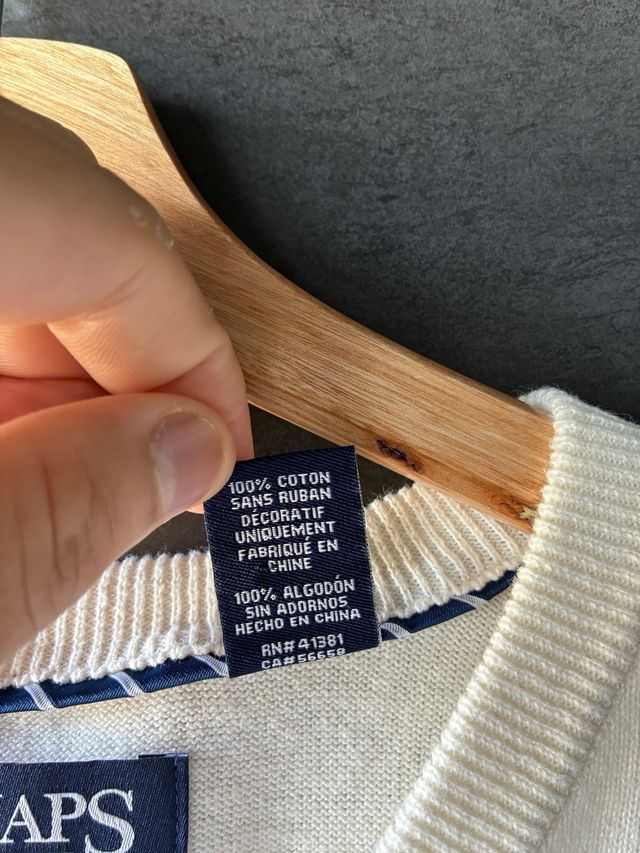 100% COTON
SANS RUBAN
DÉCORATIF
UNIQUEMENT
FABRIQUÉ EN
CHINE
100% ALGODÓN
SIN ADORNOS
HECHO EN CHINA
RN#41381
CA#56658
APS